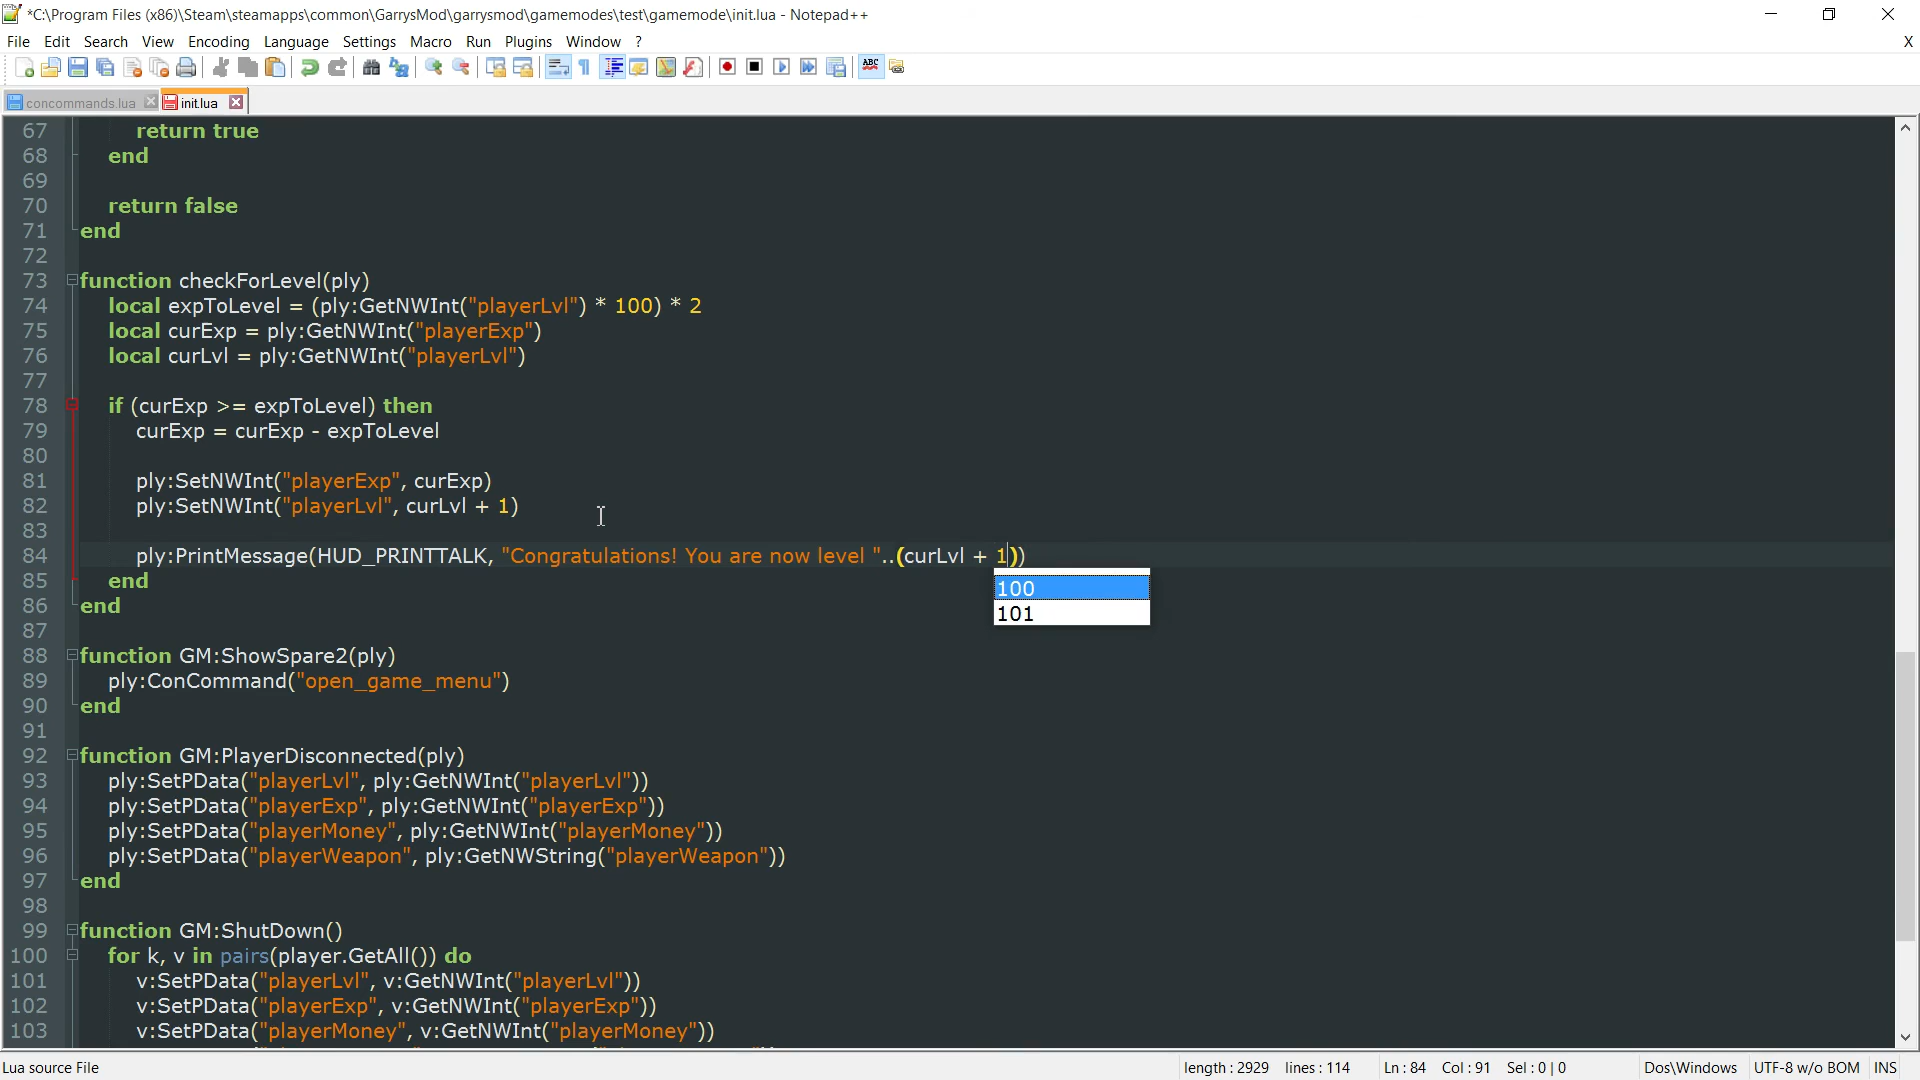 *C:\Program Files (x86)\Steam\steamapps\common\GarrysMod\garrysmod\gamemodes\test\gamemode\init.lua - Notepad++
File Edit Search View Encoding Language Settings Macro Run Plugins Window ? X
ABC
concommands.lua init.lua
67 return true
68 end
69
70 return false
71 end
72
73 function checkForLevel(ply)
74 local expToLevel = (ply:GetNWInt("playerLvl") * 100) * 2
75 local curExp = ply:GetNWInt("playerExp")
76 local curLvl = ply:GetNWInt("playerLvl")
77
78 if (curExp >= expToLevel) then
79 curExp = curExp - expToLevel
80
81 ply:SetNWInt("playerExp", curExp)
82 ply:SetNWInt("playerLvl", curLvl + 1)
83
84 ply:PrintMessage(HUD_PRINTTALK, "Congratulations! You are now level "..(curLvl + 1))
85 end
100
86 end
101
87
88 function GM:ShowSpare2(ply)
89 ply:ConCommand("open_game_menu")
90 end
91
92 function GM:PlayerDisconnected(ply)
93 ply:SetPData("playerLvl", ply:GetNWInt("playerLvl"))
94 ply:SetPData("playerExp", ply:GetNWInt("playerExp"))
95 ply:SetPData("playerMoney", ply:GetNWInt("playerMoney"))
96 ply:SetPData("playerWeapon", ply:GetNWString("playerWeapon"))
97 end
98
99 function GM:ShutDown()
100 for k, v in pairs(player.GetAll()) do
101 v:SetPData("playerLvl", v:GetNWInt("playerLvl"))
102 v:SetPData("playerExp", v:GetNWInt("playerExp"))
103 v:SetPData("playerMoney", v:GetNWInt("playerMoney"))
Lua source File length : 2929 lines : 114 Ln : 84 Col : 91 Sel : 0 | 0 Dos\Windows UTF-8 w/o BOM INS